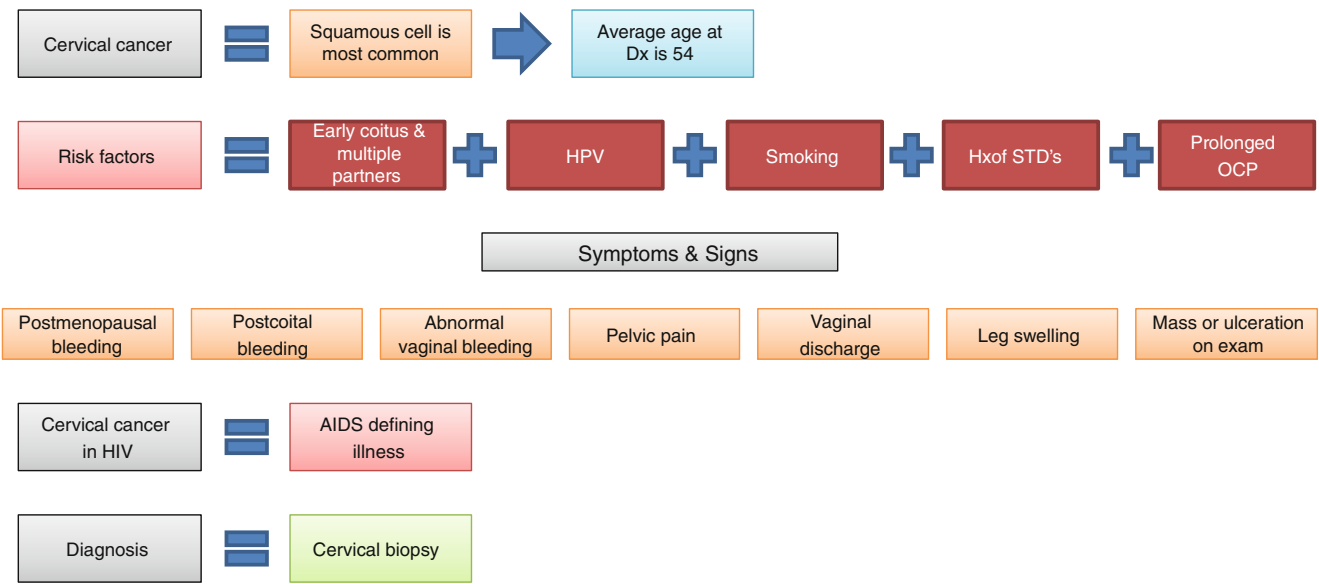 Cervical cancer
Squamous cell is
most common
Average age at
Dx is 54
Risk factors
Early coitus &
multiple
partners
HPV
Smoking
Hxof STD's
Prolonged
OCP
Symptoms & Signs
Postmenopausal
bleeding
Postcoital
bleeding
Abnormal
vaginal bleeding
Pelvic pain
Vaginal
discharge
Leg swelling
Mass or ulceration
on exam
Cervical cancer
in HIV
AIDS defining
illness
Diagnosis
Cervical biopsy